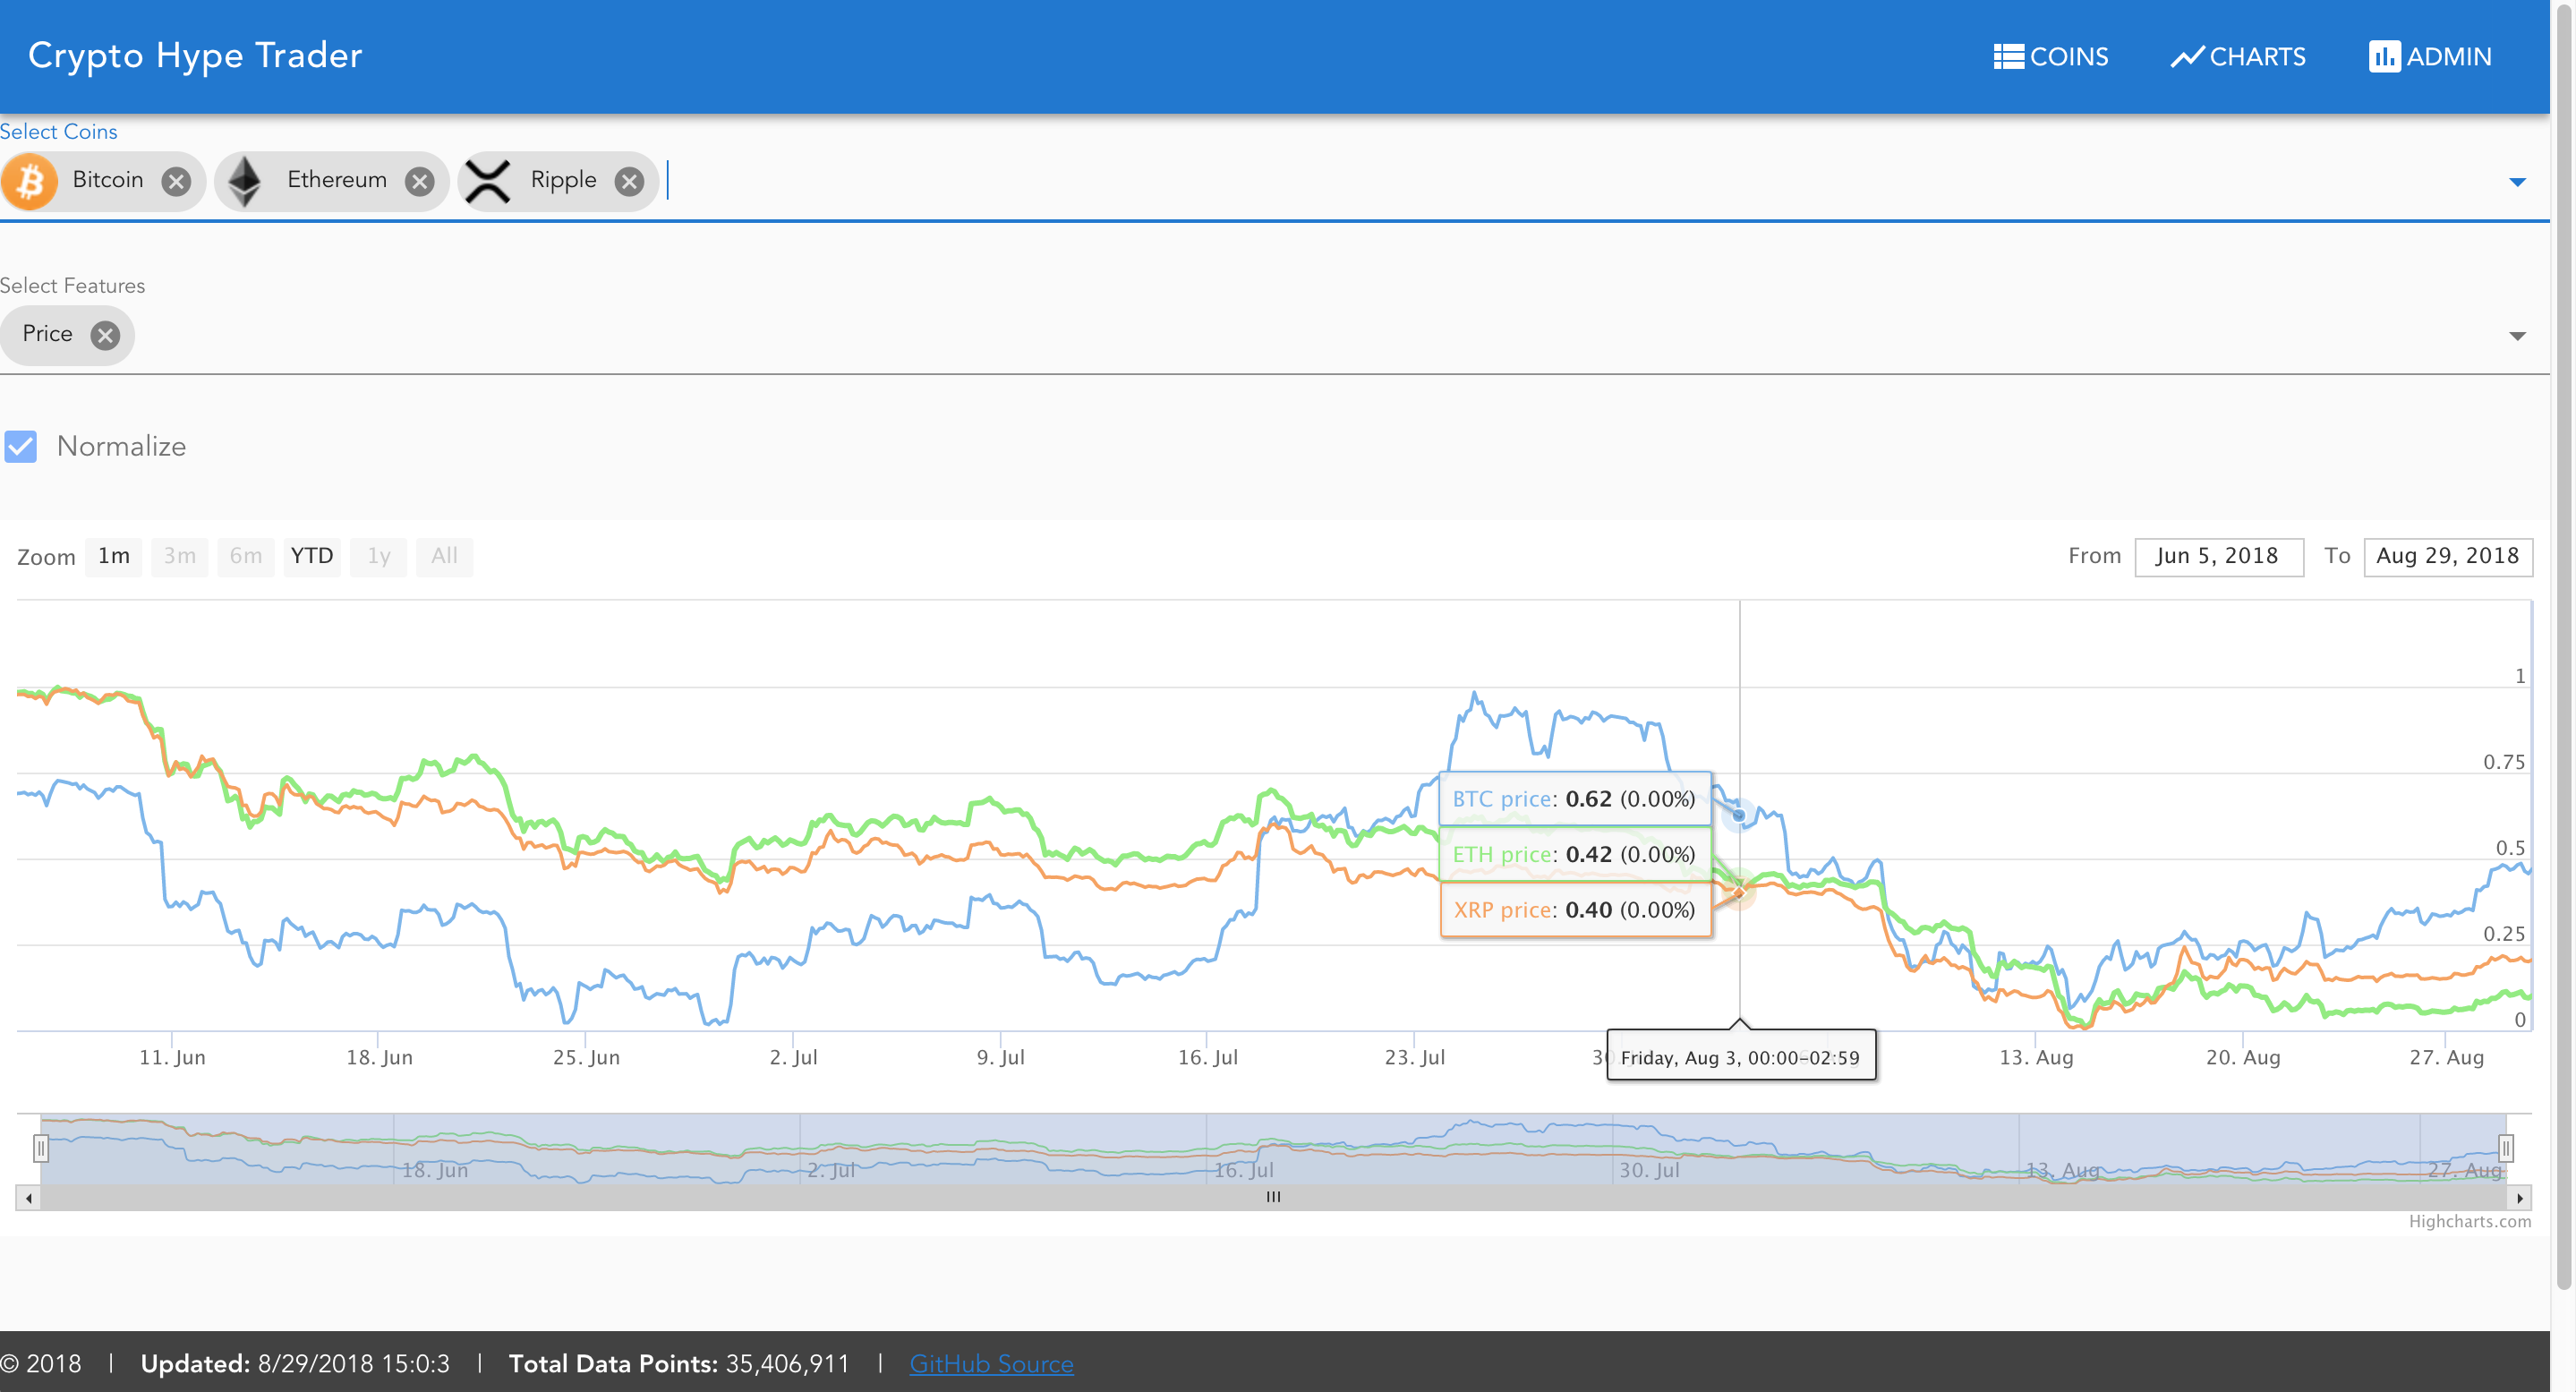 Crypto Hype Trader
COINS
CHARTS
ADMIN
Select Coins
Bitcoin
Ethereum
Ripple
Select Features
Price
Normalize
Zoom 1m 3m 6m YTD 1y All
From Jun 5, 2018 To Aug 29, 2018
1
0.75
BTC price: 0.62 (0.00%)
0.5
ETH price: 0.42 (0.00%)
XRP price: 0.40 (0.00%)
0.25
0
11. Jun 18. Jun 25. Jun 2. Jul 9. Jul 16. Jul 23. Jul 30 Friday, Aug 3, 00:00-02:59 13. Aug 20. Aug 27. Aug
18. Jun 2. Jul 16. Jul 30. Jul 13. Aug 27. Aug
Highcharts.com
© 2018 | Updated: 8/29/2018 15:0:3 | Total Data Points: 35,406,911 | GitHub Source